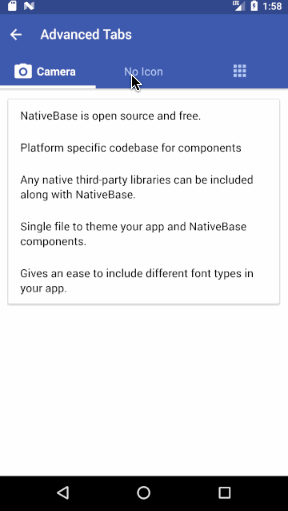 1:58
Advanced Tabs
Camera
No Icon
NativeBase is open source and free.
Platform specific codebase for components
Any native third-party libraries can be included
along with NativeBase.
Single file to theme your app and NativeBase
components.
Gives an ease to include different font types in
your app.